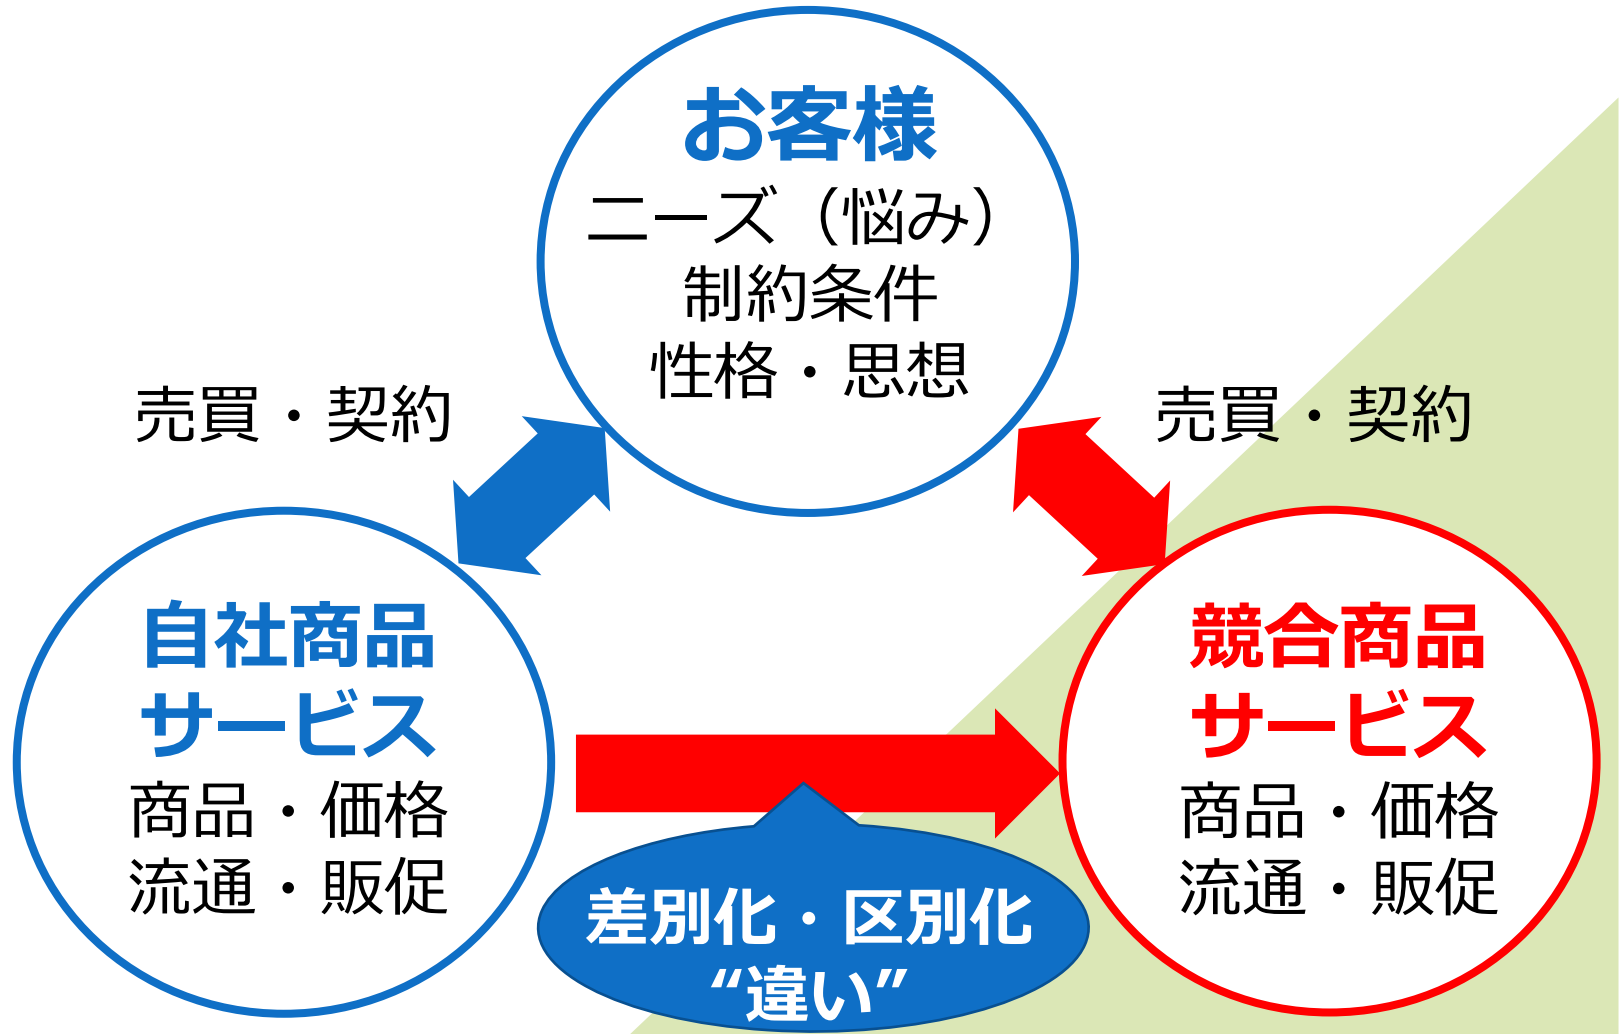 お客様
ニーズ（悩み）
制約条件
性格・思想
売買・契約
売買・契約
自社商品
サービス
商品・価格
流通・販促
競合商品
サービス
商品・価格
流通・販促
差別化・区別化
“違い”